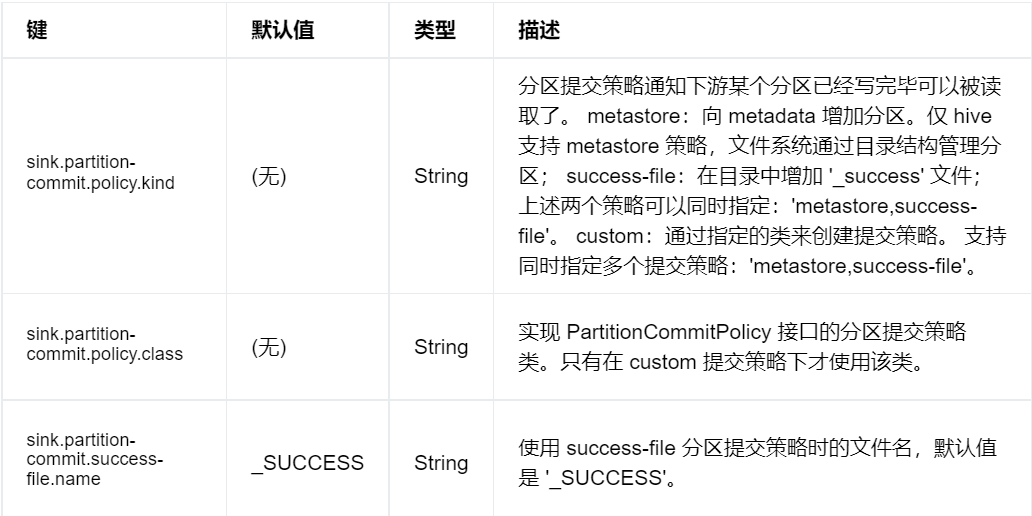 键 默认值 类型 描述
sink.partition-
commit.policy.kind
(无)
String
分区提交策略通知下游某个分区已经写完毕可以被读
取了。 metastore：向 metadata 增加分区。仅 hive
支持 metastore 策略，文件系统通过目录结构管理分
区； success-file：在目录中增加 '_success' 文件；
上述两个策略可以同时指定：'metastore,success-
file'。 custom：通过指定的类来创建提交策略。 支持
同时指定多个提交策略：'metastore,success-file'。
sink.partition-
commit.policy.class
(无)
String
实现 PartitionCommitPolicy 接口的分区提交策略
类。只有在 custom 提交策略下才使用该类。
sink.partition-
commit.success-
file.name
_SUCCESS
String
使用 success-file 分区提交策略时的文件名，默认值
是 '_SUCCESS'。